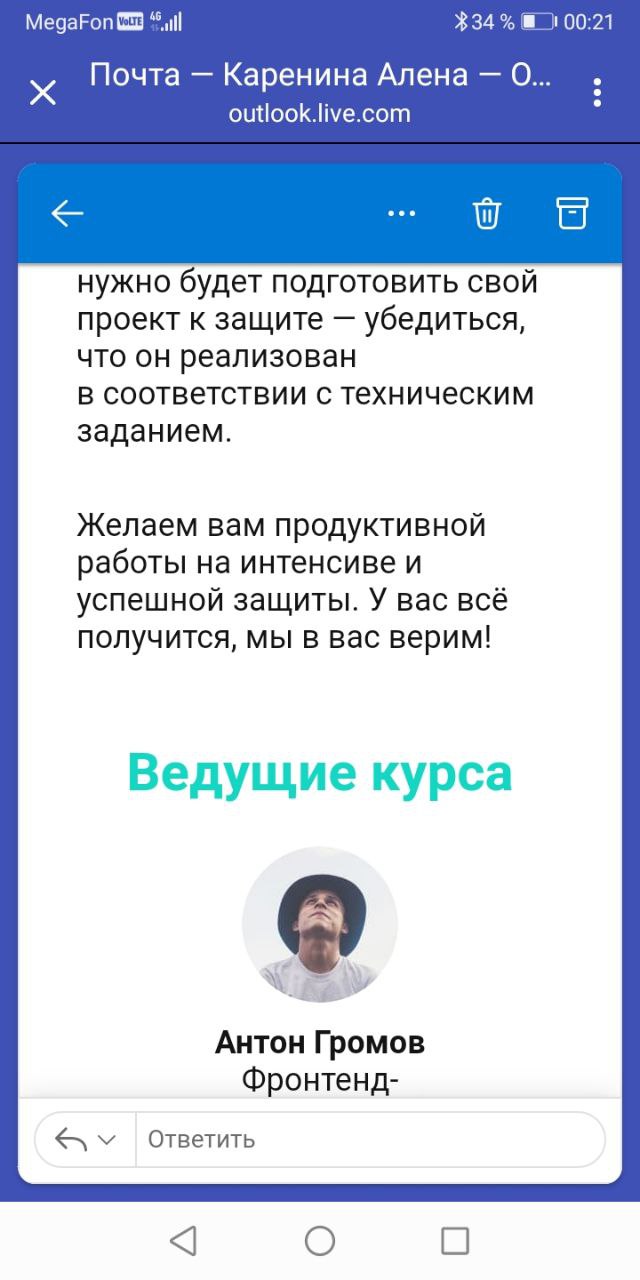 MegaFon VoLTE 4G 34 % 00:21
Почта — Каренина Алена — O...
outlook.live.com
нужно будет подготовить свой
проект к защите — убедиться,
что он реализован
в соответствии с техническим
заданием.
Желаем вам продуктивной
работы на интенсиве и
успешной защиты. У вас всё
получится, мы в вас верим!
Ведущие курса
Антон Громов
Фронтенд-
Ответить